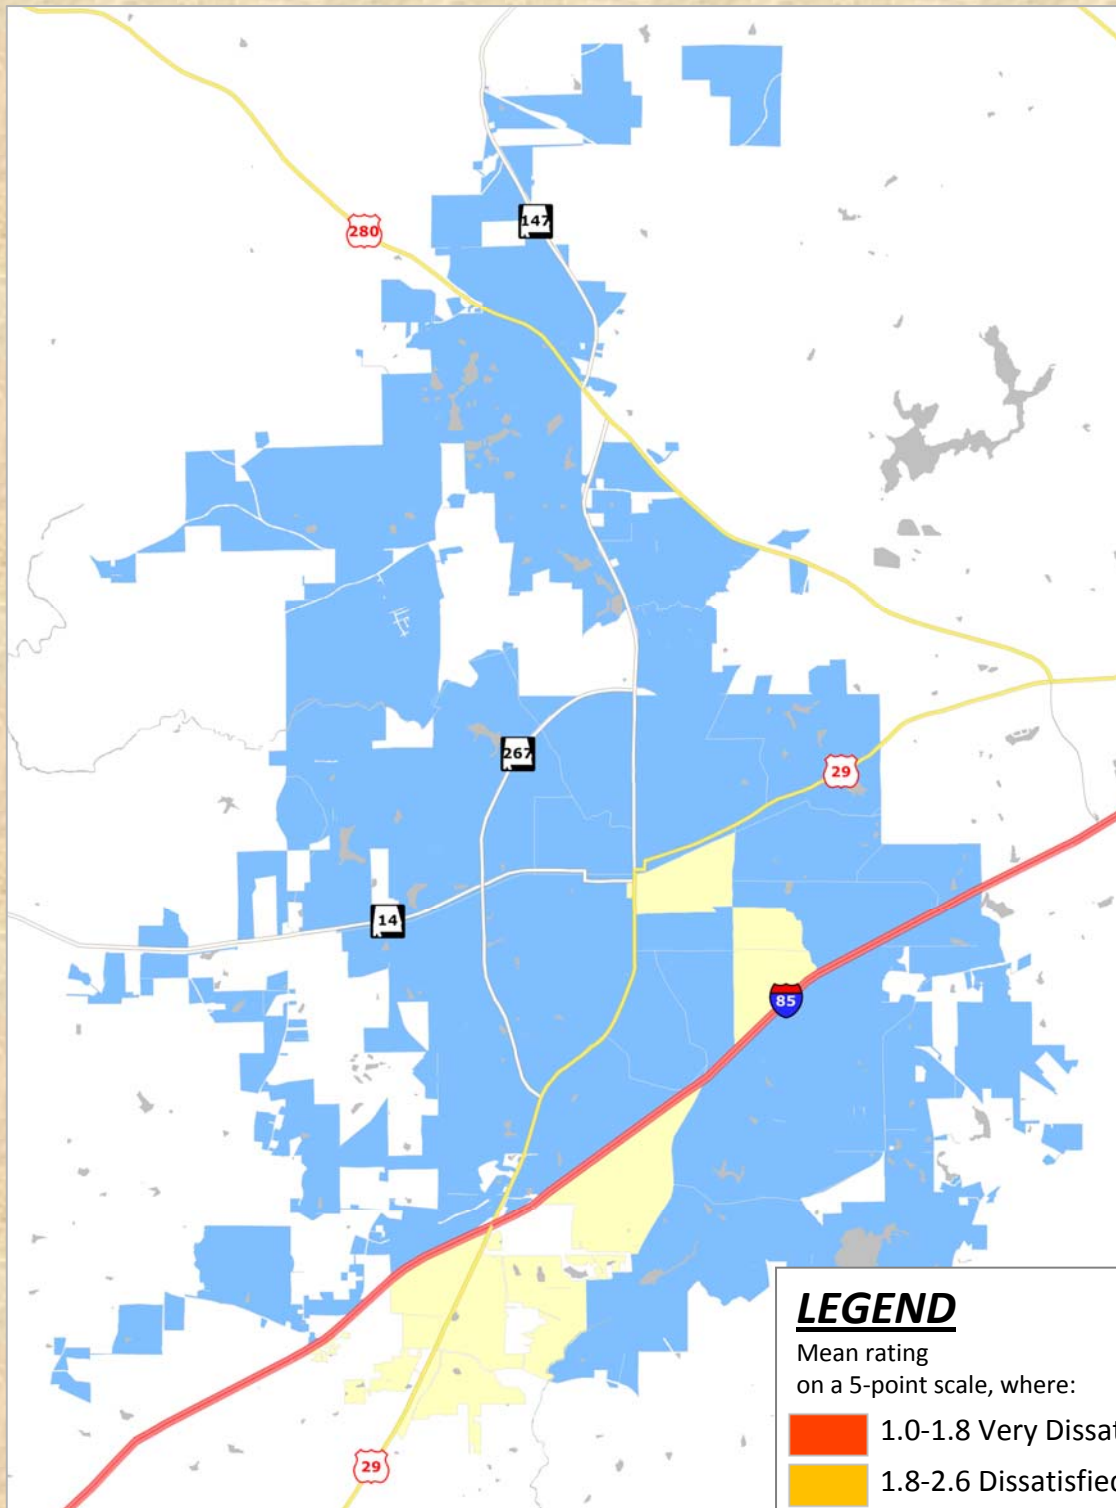 147
280
267
29
14
85
29
LEGEND
Mean rating
on a 5-point scale, where:
1.0-1.8 Very Dissat
1.8-2.6 Dissatisfied